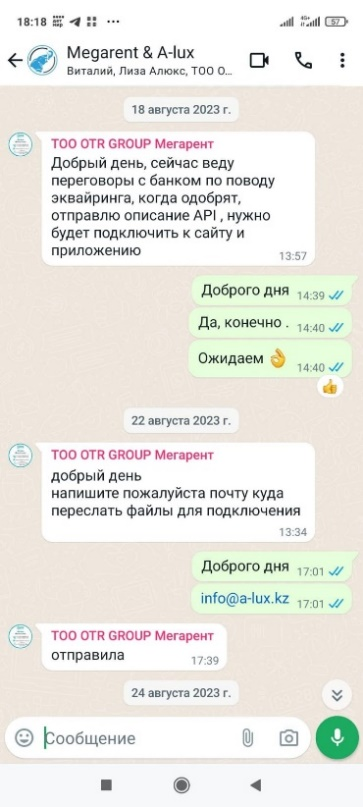 18:18
57
Megarent & A-lux
Виталий, Лиза Алюкс, ТОО О...
18 августа 2023 г.
ТОО OTR GROUP Мегарент
Добрый день, сейчас веду
переговоры с банком по поводу
эквайринга, когда одобрят,
отправлю описание API , нужно
будет подключить к сайту и
приложению
13:57
Доброго дня 14:39
Да, конечно . 14:40
Ожидаем 👌 14:40
👍
22 августа 2023 г.
ТОО OTR GROUP Мегарент
добрый день
напишите пожалуйста почту куда
переслать файлы для подключения
13:34
Доброго дня 17:01
info@a-lux.kz 17:01
ТОО OTR GROUP Мегарент
отправила 17:39
24 августа 2023 г.
Сообщение